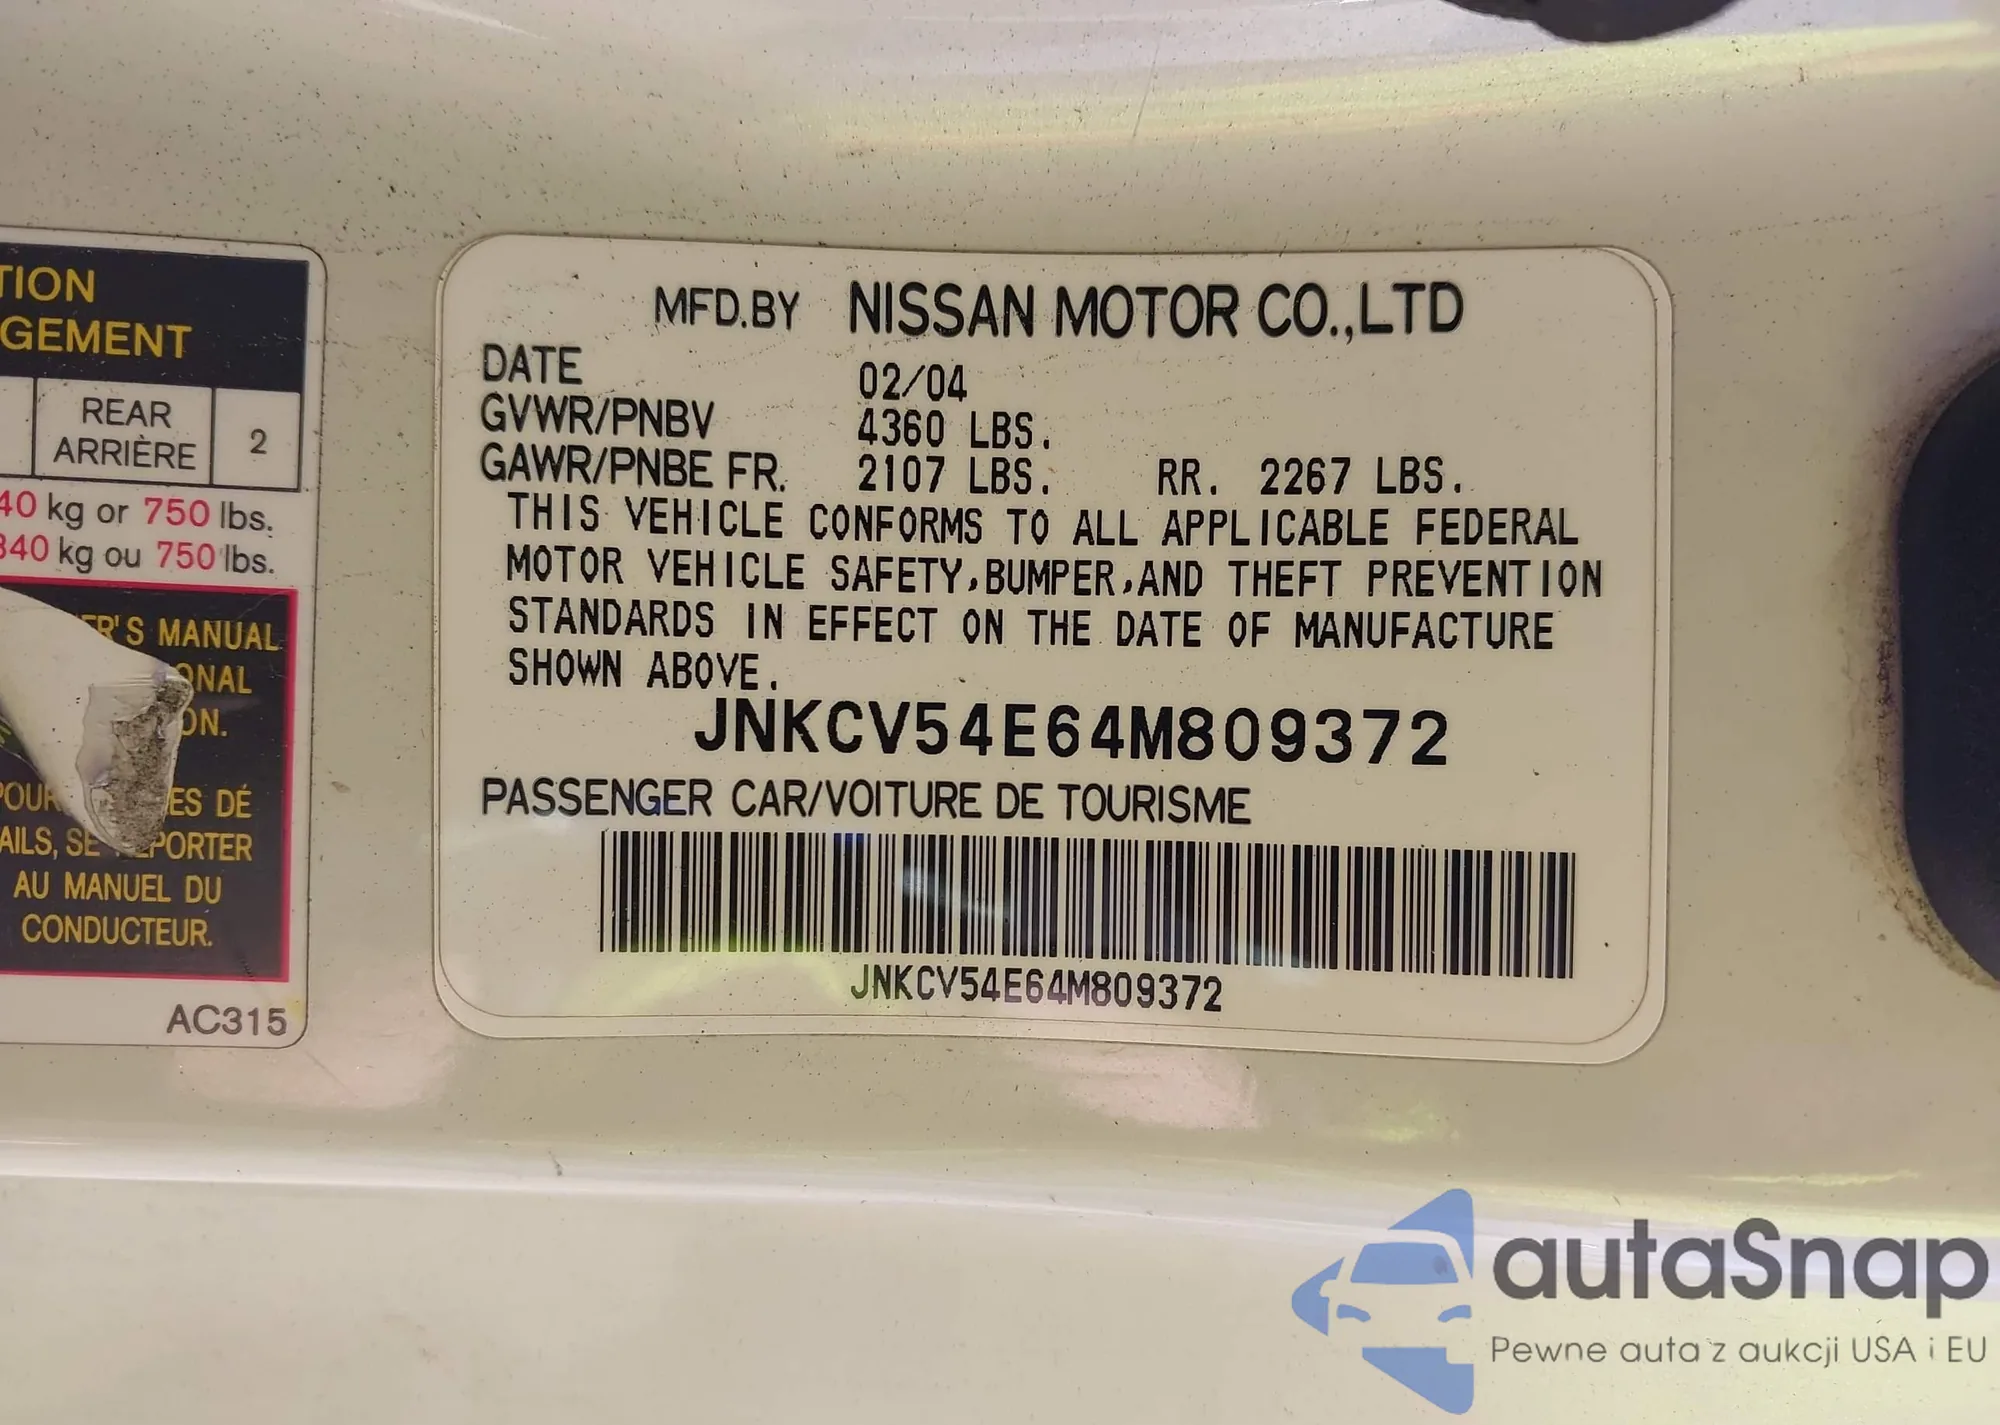 TION
GEMENT
REAR
ARRIÈRE
2
40 kg or 750 lbs.
340 kg ou 750 lbs.
ER'S MANUAL
ONAL
ON.
POUR ES DÉ
AILS, SE REPORTER
AU MANUEL DU
CONDUCTEUR.
AC315
MFD.BY NISSAN MOTOR CO.,LTD
DATE 02/04
GVWR/PNBV 4360 LBS.
GAWR/PNBE FR. 2107 LBS. RR. 2267 LBS.
THIS VEHICLE CONFORMS TO ALL APPLICABLE FEDERAL
MOTOR VEHICLE SAFETY,BUMPER,AND THEFT PREVENTION
STANDARDS IN EFFECT ON THE DATE OF MANUFACTURE
SHOWN ABOVE.
JNKCV54E64M809372
PASSENGER CAR/VOITURE DE TOURISME
JNKCV54E64M809372
autaSnap
Pewne auta z aukcji USA i EU